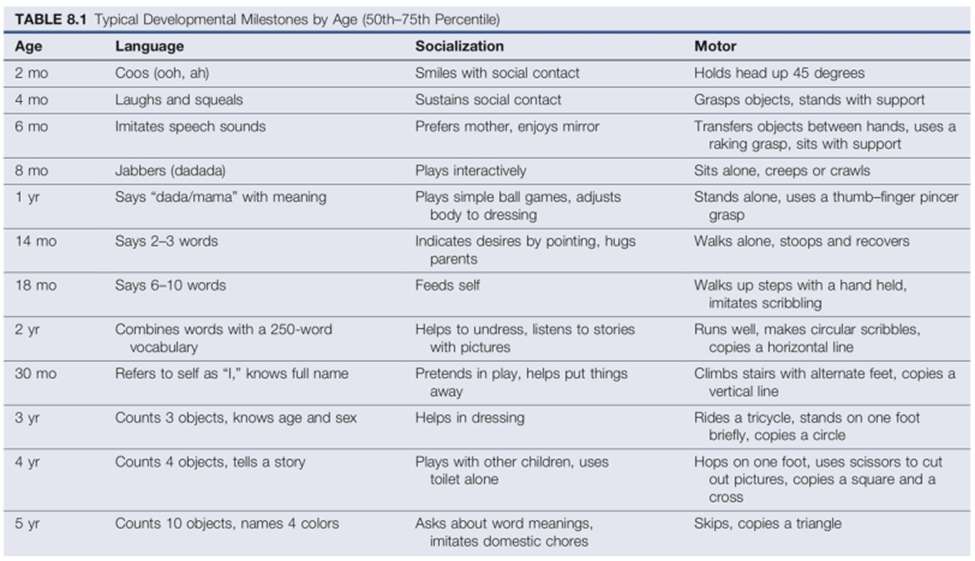 TABLE 8.1 Typical Developmental Milestones by Age (50th–75th Percentile)
Age Language Socialization Motor
2 mo Coos (ooh, ah) Smiles with social contact Holds head up 45 degrees
4 mo Laughs and squeals Sustains social contact Grasps objects, stands with support
6 mo Imitates speech sounds Prefers mother, enjoys mirror Transfers objects between hands, uses a
raking grasp, sits with support
8 mo Jabbers (dadada) Plays interactively Sits alone, creeps or crawls
1 yr Says “dada/mama” with meaning Plays simple ball games, adjusts Stands alone, uses a thumb–finger pincer
body to dressing grasp
14 mo Says 2–3 words Indicates desires by pointing, hugs Walks alone, stoops and recovers
parents
18 mo Says 6–10 words Feeds self Walks up steps with a hand held,
imitates scribbling
2 yr Combines words with a 250-word Helps to undress, listens to stories Runs well, makes circular scribbles,
vocabulary with pictures copies a horizontal line
30 mo Refers to self as “I,” knows full name Pretends in play, helps put things Climbs stairs with alternate feet, copies a
away vertical line
3 yr Counts 3 objects, knows age and sex Helps in dressing Rides a tricycle, stands on one foot
briefly, copies a circle
4 yr Counts 4 objects, tells a story Plays with other children, uses Hops on one foot, uses scissors to cut
toilet alone out pictures, copies a square and a
cross
5 yr Counts 10 objects, names 4 colors Asks about word meanings, Skips, copies a triangle
imitates domestic chores